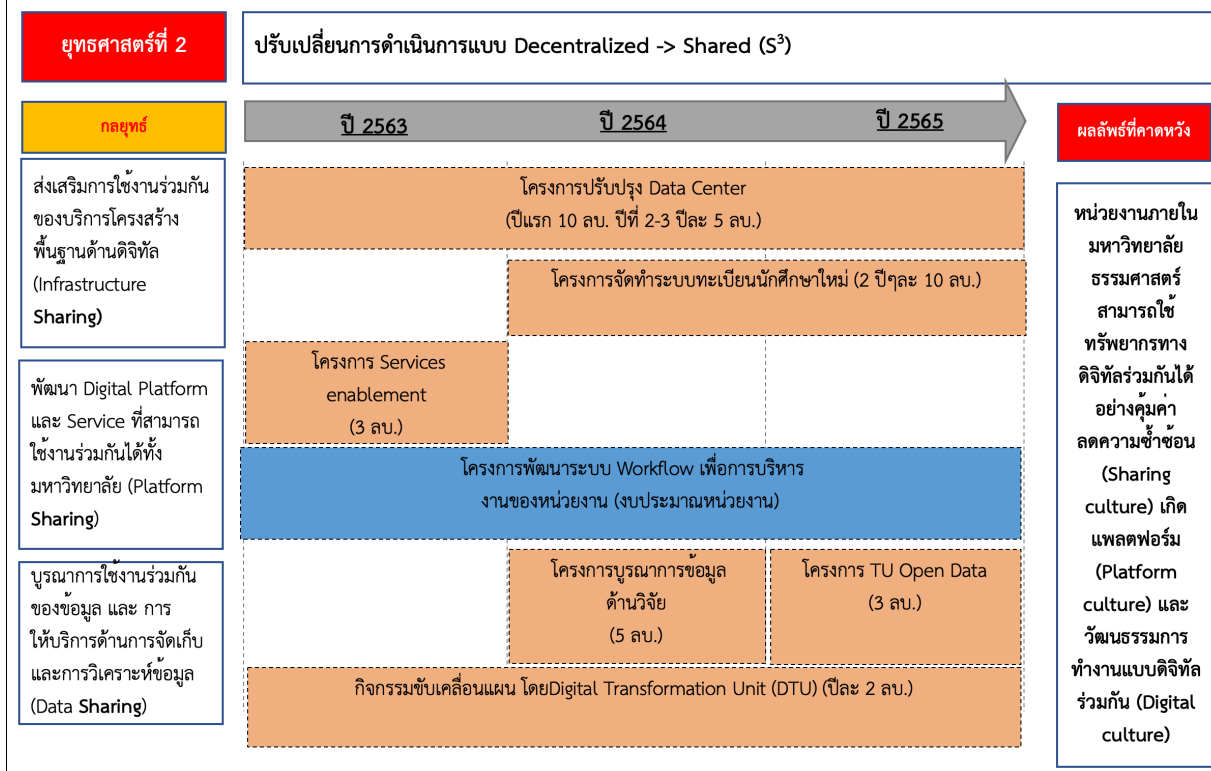 ยุทธศาสตร์ที่ 2
ปรับเปลี่ยนการดำเนินการแบบ Decentralized -> Shared (S³)
กลยุทธ์
ปี 2563
ปี 2564
ปี 2565
ผลลัพธ์ที่คาดหวัง
ส่งเสริมการใช้งานร่วมกัน
ของบริการโครงสร้าง
พื้นฐานด้านดิจิทัล
(Infrastructure
Sharing)
พัฒนา Digital Platform
และ Service ที่สามารถ
ใช้งานร่วมกันได้ทั้ง
มหาวิทยาลัย (Platform
Sharing)
บูรณาการใช้งานร่วมกัน
ของข้อมูล และ การ
ให้บริการด้านการจัดเก็บ
และการวิเคราะห์ข้อมูล
(Data Sharing)
โครงการปรับปรุง Data Center
(ปีแรก 10 ลบ. ปีที่ 2-3 ปีละ 5 ลบ.)
โครงการจัดทำระบบทะเบียนนักศึกษาใหม่ (2 ปีๆละ 10 ลบ.)
โครงการ Services
enablement
(3 ลบ.)
โครงการพัฒนาระบบ Workflow เพื่อการบริหาร
งานของหน่วยงาน (งบประมาณหน่วยงาน)
โครงการบูรณาการข้อมูล
ด้านวิจัย
(5 ลบ.)
โครงการ TU Open Data
(3 ลบ.)
กิจกรรมขับเคลื่อนแผน โดยDigital Transformation Unit (DTU) (ปีละ 2 ลบ.)
หน่วยงานภายใน
มหาวิทยาลัย
ธรรมศาสตร์
สามารถใช้
ทรัพยากรทาง
ดิจิทัลร่วมกันได้
อย่างคุ้มค่า
ลดความซ้ำซ้อน
(Sharing
culture) เกิด
แพลตฟอร์ม
(Platform
culture) และ
วัฒนธรรมการ
ทำงานแบบดิจิทัล
ร่วมกัน (Digital
culture)